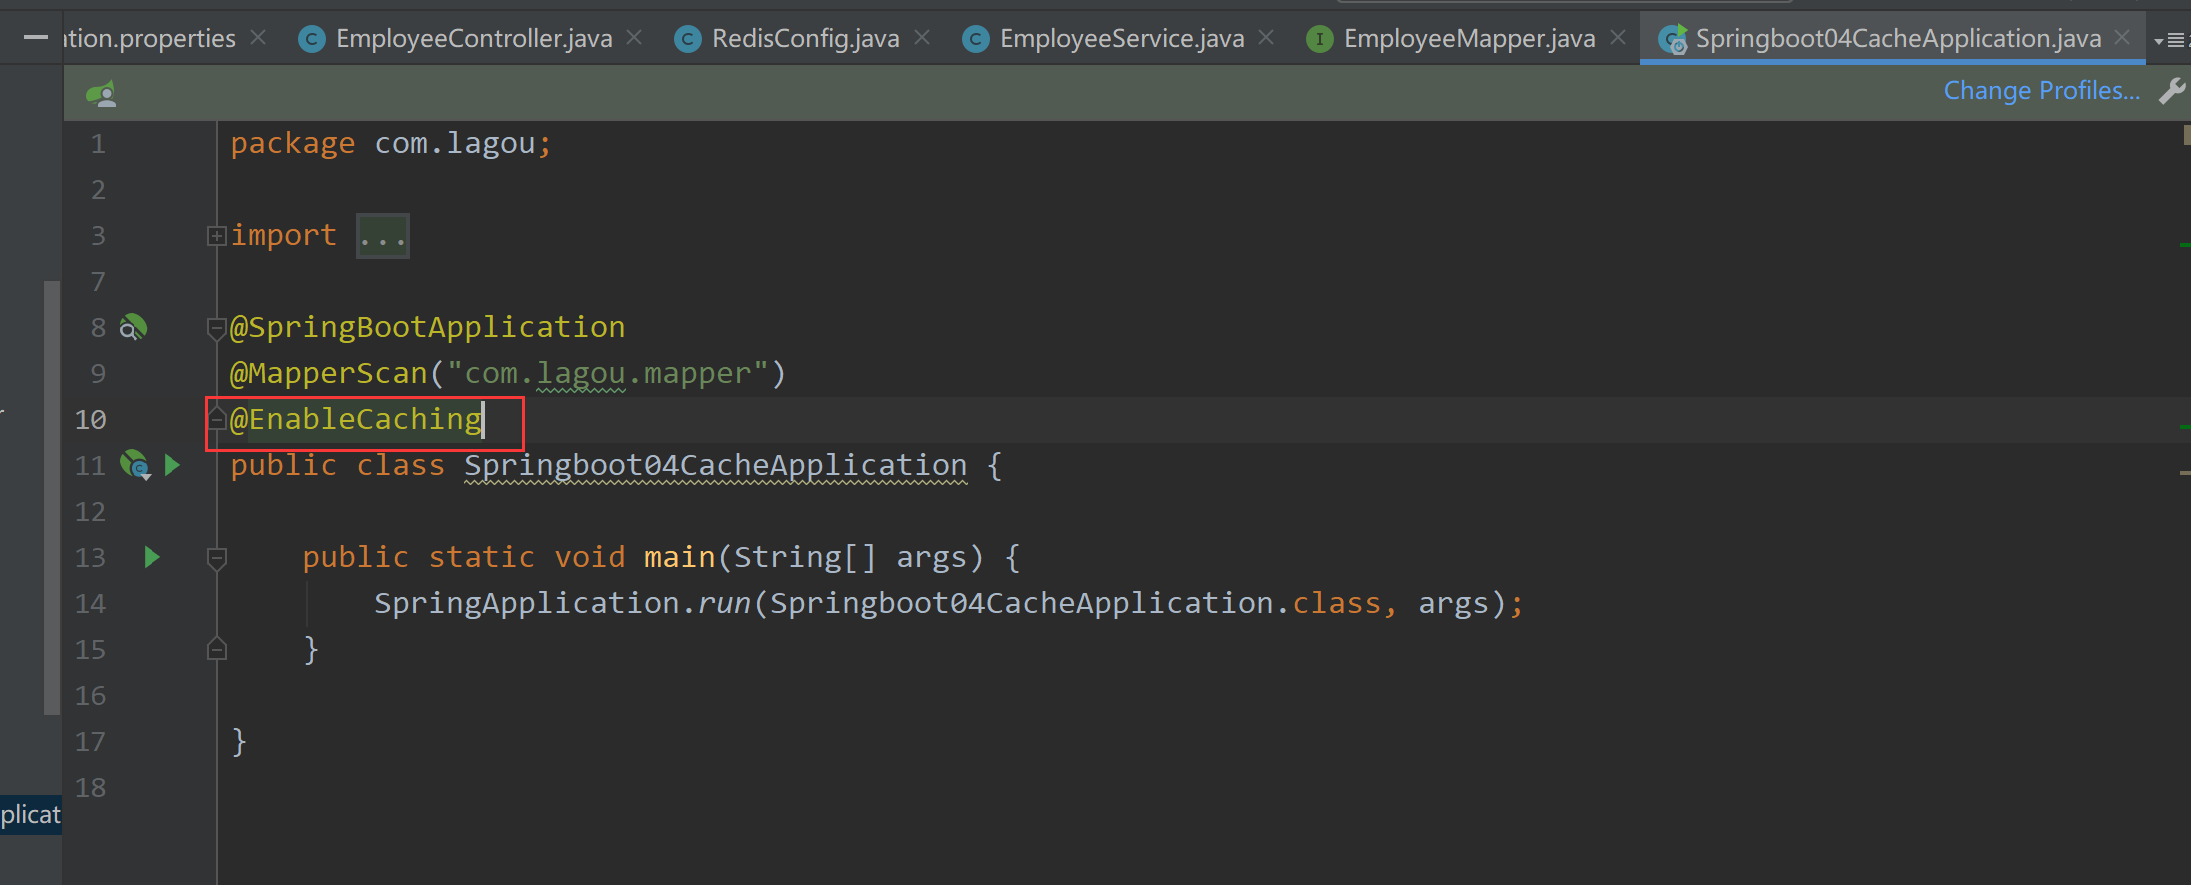 tion.properties EmployeeController.java RedisConfig.java EmployeeService.java EmployeeMapper.java Springboot04CacheApplication.java
Change Profiles...
1 package com.lagou;
2
3 import ...
7
8 @SpringBootApplication
9 @MapperScan("com.lagou.mapper")
10 @EnableCaching
11 public class Springboot04CacheApplication {
12
13 public static void main(String[] args) {
14 SpringApplication.run(Springboot04CacheApplication.class, args);
15 }
16
17 }
18
plicat